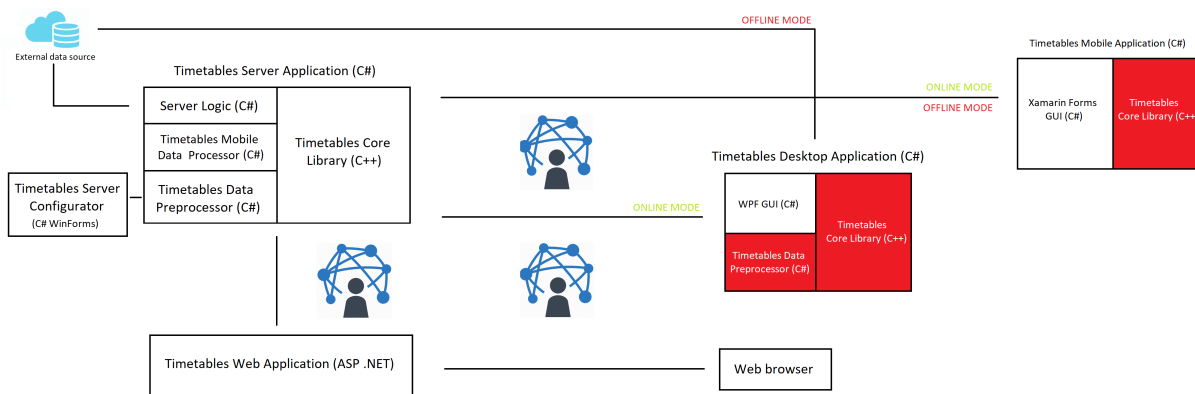 OFFLINE MODE
External data source
Timetables Mobile Application (C#)
Timetables Server Application (C#)
ONLINE MODE
OFFLINE MODE
Server Logic (C#)
Timetables Mobile
Data Processor (C#)
Timetables Data
Preprocessor (C#)
Timetables Core
Library (C++)
Xamarin Forms
GUI (C#)
Timetables
Core Library (C++)
Timetables Desktop Application (C#)
Timetables Server
Configurator
(C# WinForms)
ONLINE MODE
WPF GUI (C#)
Timetables Data
Preprocessor (C#)
Timetables
Core Library (C++)
Timetables Web Application (ASP .NET)
Web browser